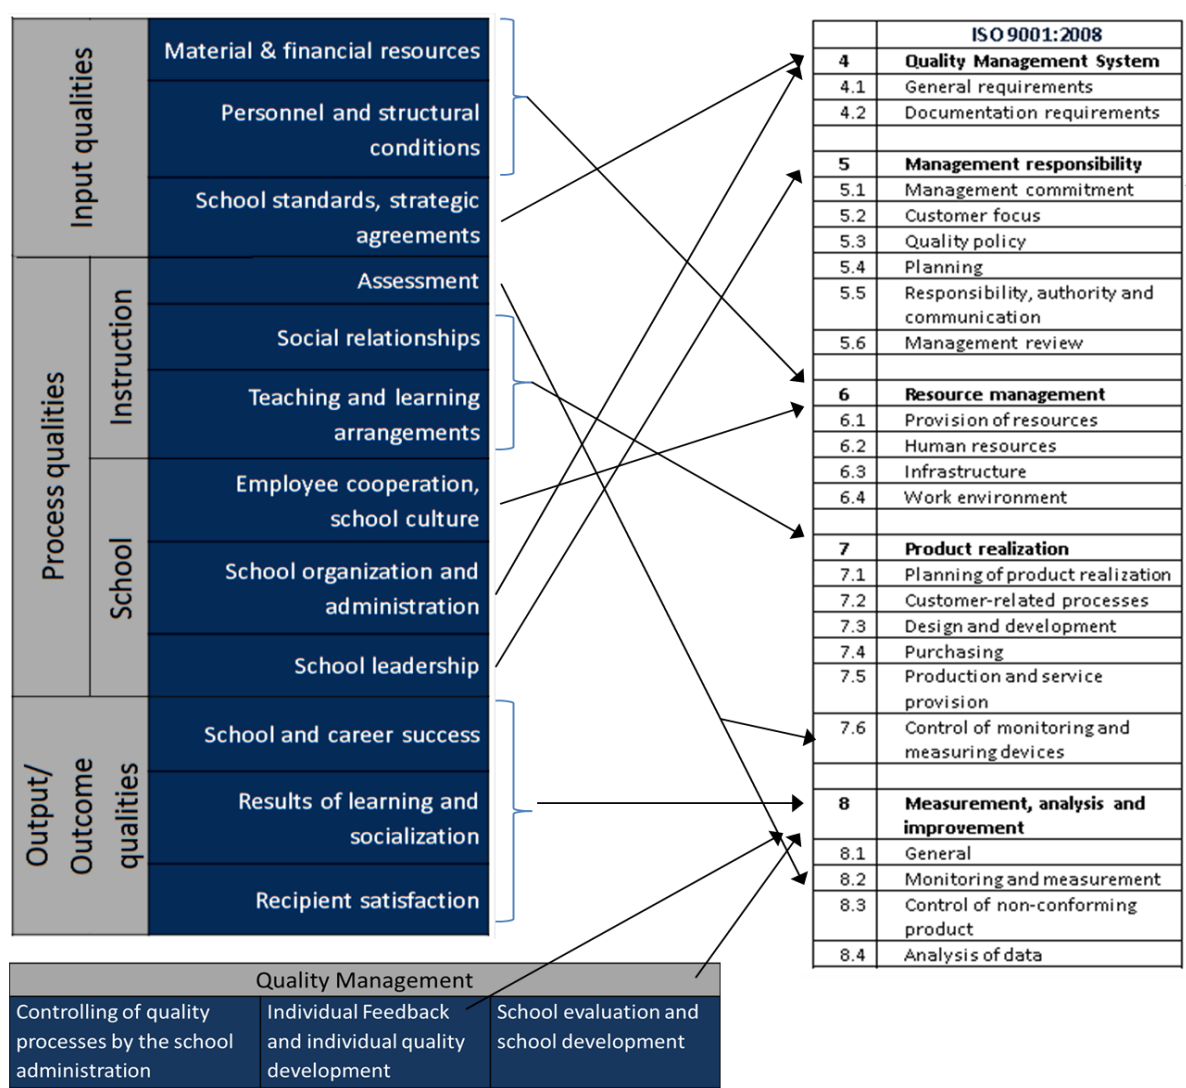 Input qualities
Material & financial resources
Personnel and structural
conditions
School standards, strategic
agreements
Process qualities
Instruction
Assessment
Social relationships
Teaching and learning
arrangements
School
Employee cooperation,
school culture
School organization and
administration
School leadership
Output/
Outcome
qualities
School and career success
Results of learning and
socialization
Recipient satisfaction
ISO 9001:2008
4 Quality Management System
4.1 General requirements
4.2 Documentation requirements
5 Management responsibility
5.1 Management commitment
5.2 Customer focus
5.3 Quality policy
5.4 Planning
5.5 Responsibility, authority and
communication
5.6 Management review
6 Resource management
6.1 Provision of resources
6.2 Human resources
6.3 Infrastructure
6.4 Work environment
7 Product realization
7.1 Planning of product realization
7.2 Customer-related processes
7.3 Design and development
7.4 Purchasing
7.5 Production and service
provision
7.6 Control of monitoring and
measuring devices
8 Measurement, analysis and
improvement
8.1 General
8.2 Monitoring and measurement
8.3 Control of non-conforming
product
8.4 Analysis of data
Quality Management
Controlling of quality
processes by the school
administration
Individual Feedback
and individual quality
development
School evaluation and
school development